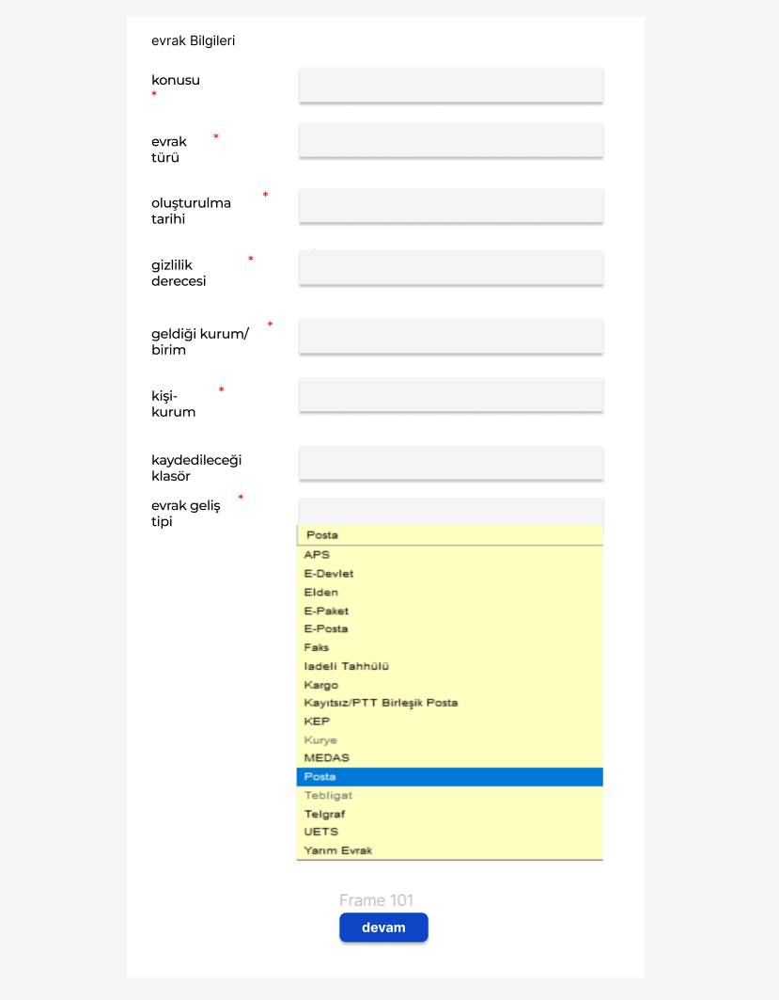 evrak Bilgileri
konusu
*
evrak *
türü
oluşturulma *
tarihi
gizlilik *
derecesi
geldiği kurum/ *
birim
kişi- *
kurum
kaydedileceği
klasör
evrak geliş *
tipi
Posta
APS
E-Devlet
Elden
E-Paket
E-Posta
Faks
Iadeli Tahhülü
Kargo
Kayıtsız/PTT Birleşik Posta
KEP
Kurye
MEDAS
Posta
Tebligat
Telgraf
UETS
Yarım Evrak
Frame 101
devam